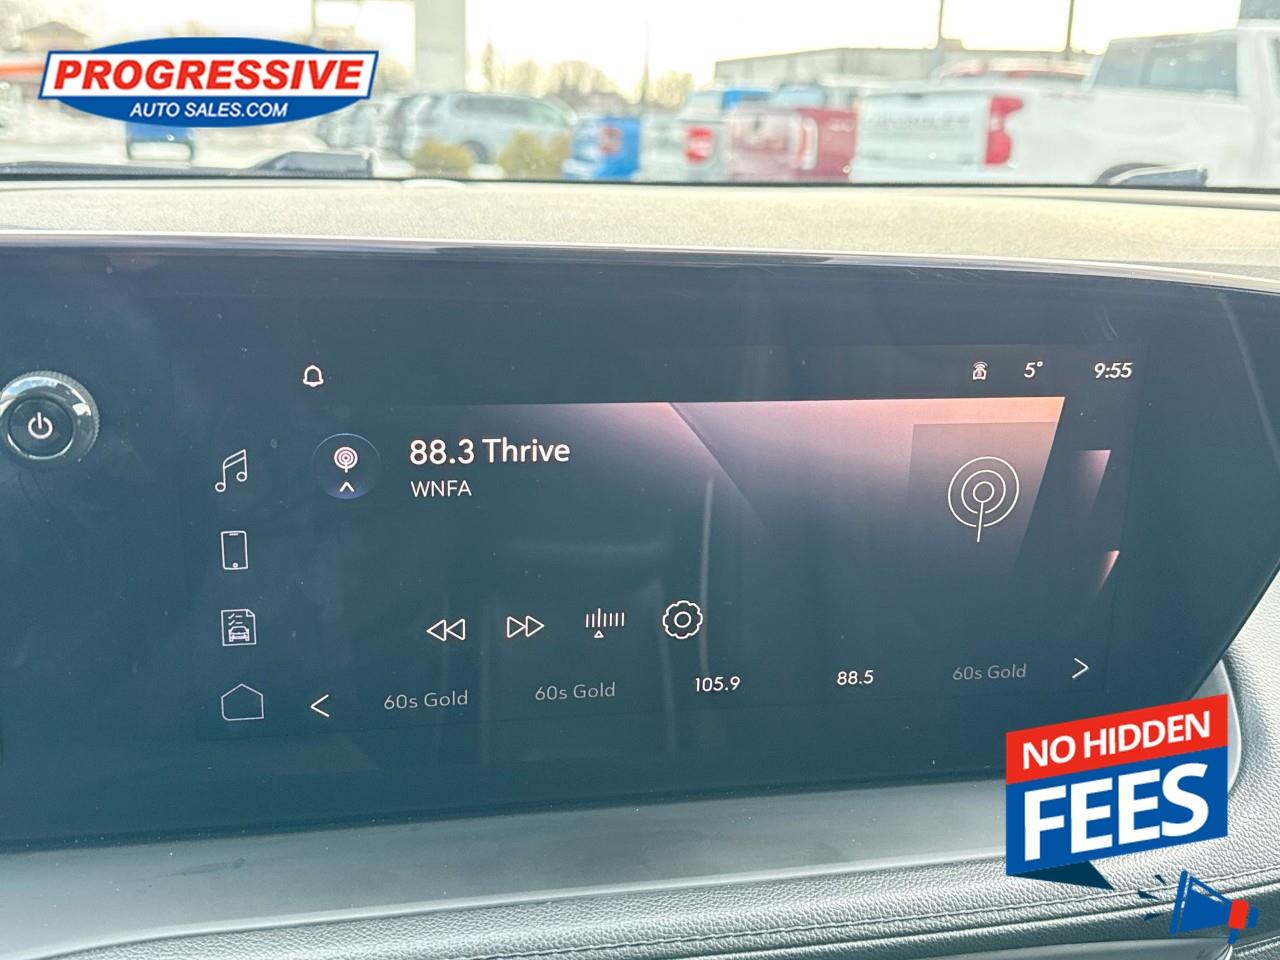 PROGRESSIVE
AUTO SALES.COM
5° 9:55
88.3 Thrive
WNFA
60s Gold 60s Gold 105.9 88.5 60s Gold
NO HIDDEN
FEES